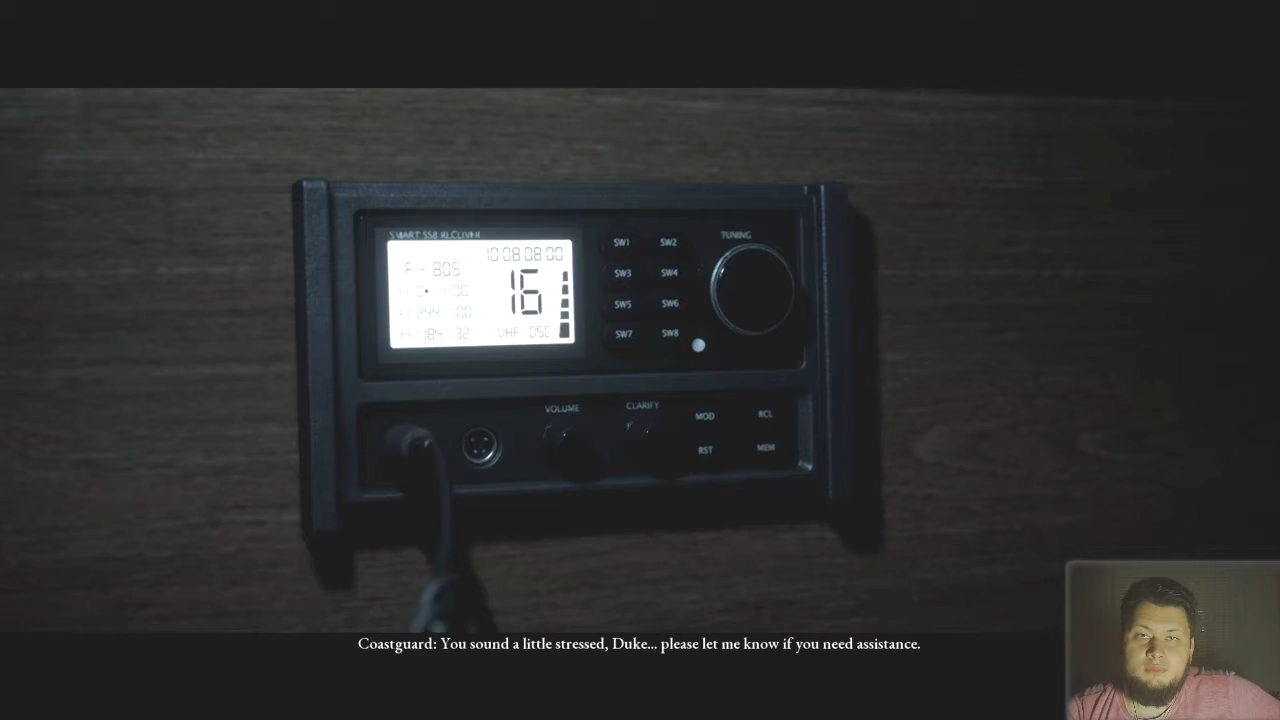 SMART SSB RECEIVER
10:08:08:00
F - BOS
16
VHF DSC
TUNING
SW1 SW2
SW3 SW4
SW5 SW6
SW7 SW8
VOLUME
CLARIFY
MOD RCL
RST MEM
Coastguard: You sound a little stressed, Duke... please let me know if you need assistance.